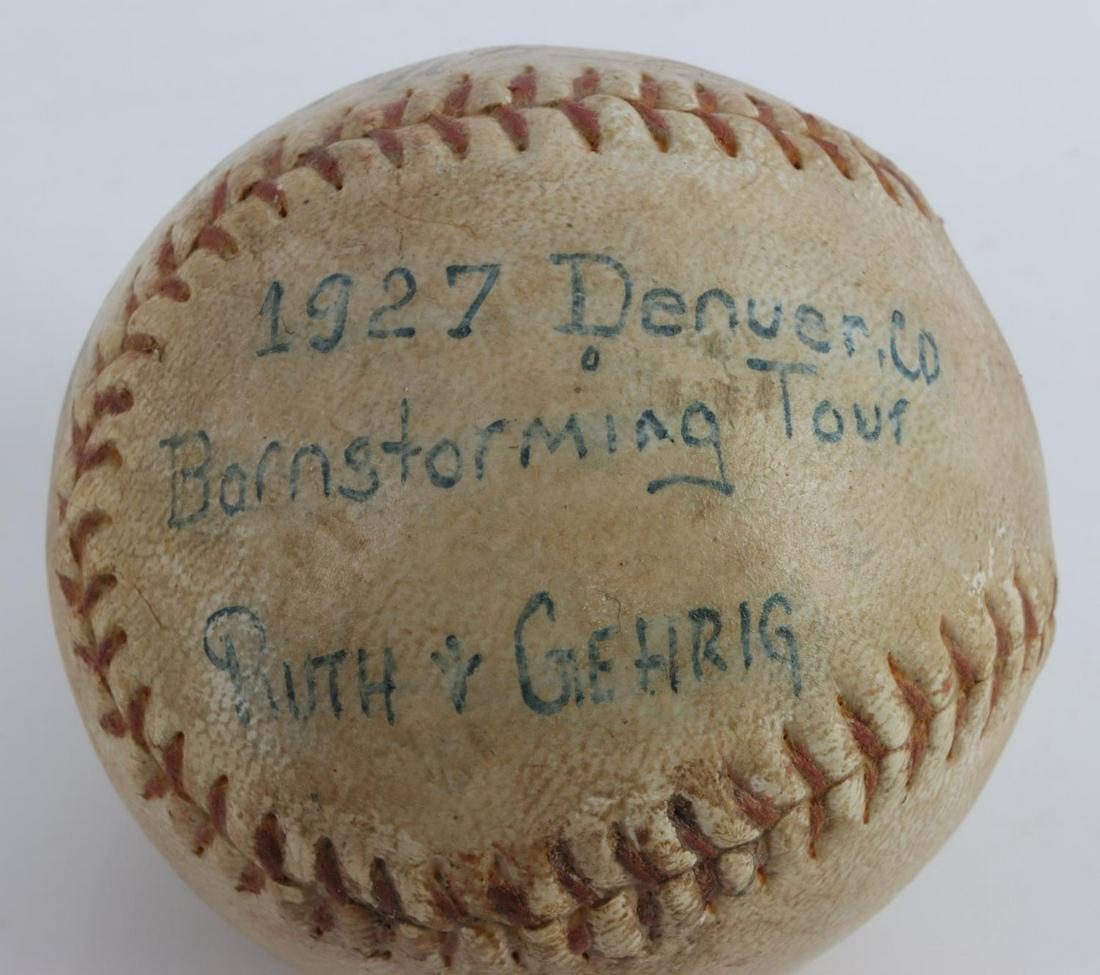 1927 Denver, CO
Barnstorming Tour
RUTH & GEHRIG